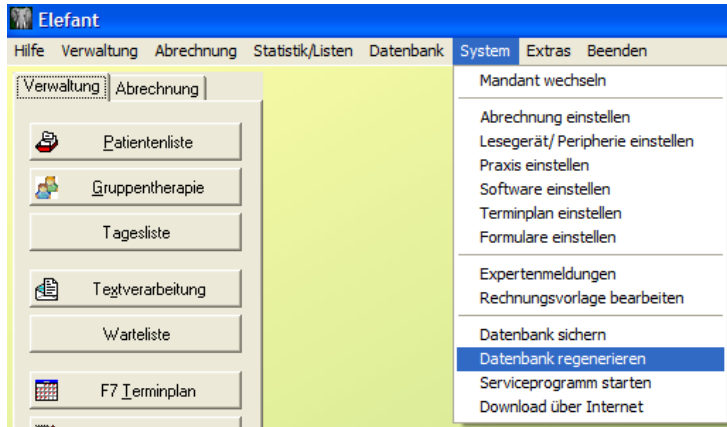 Elefant
Hilfe Verwaltung Abrechnung Statistik/Listen Datenbank System Extras Beenden
Verwaltung Abrechnung
Patientenliste
Gruppentherapie
Tagesliste
Textverarbeitung
Warteliste
F7 Terminplan
Mandant wechseln
Abrechnung einstellen
Lesegerät/ Peripherie einstellen
Praxis einstellen
Software einstellen
Terminplan einstellen
Formulare einstellen
Expertenmeldungen
Rechnungsvorlage bearbeiten
Datenbank sichern
Datenbank regenerieren
Serviceprogramm starten
Download über Internet